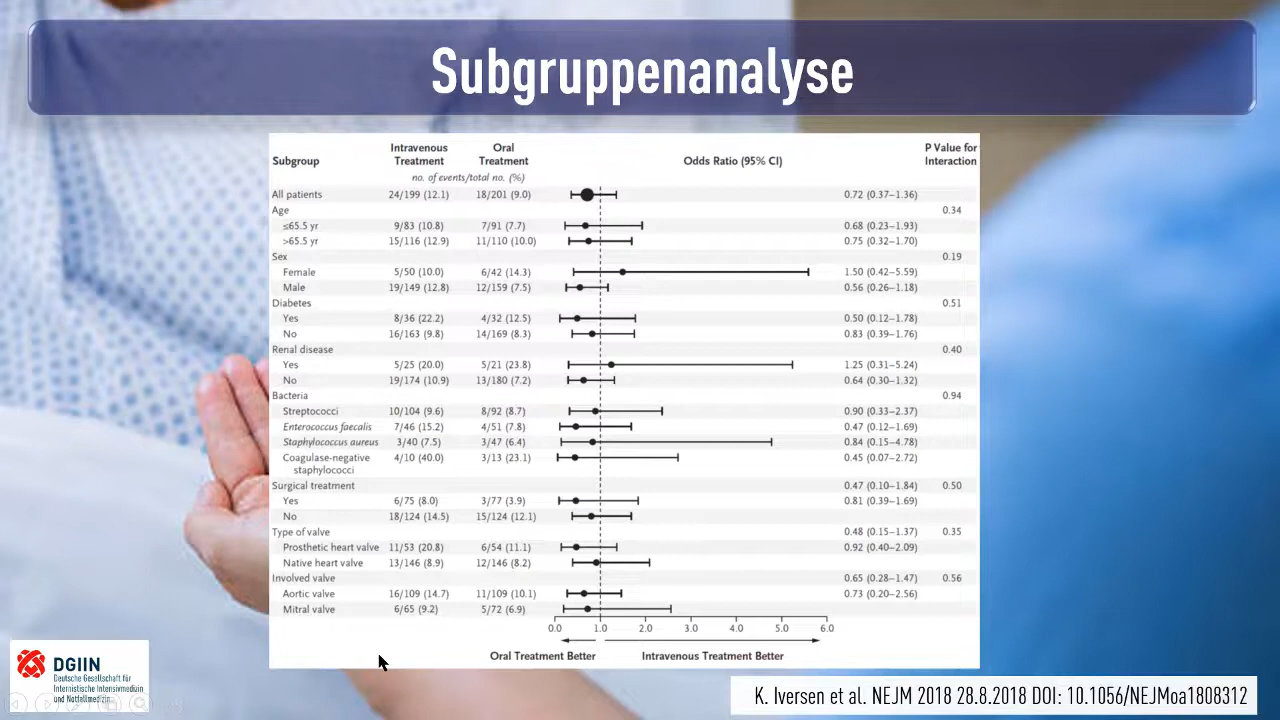 Subgruppenanalyse
Subgroup Intravenous Treatment Oral Treatment Odds Ratio (95% CI) P Value for Interaction
no. of events/total no. (%)
All patients 24/199 (12.1) 18/201 (9.0) 0.72 (0.37–1.36)
Age 0.34
≤65.5 yr 9/83 (10.8) 7/91 (7.7) 0.68 (0.23–1.93)
>65.5 yr 15/116 (12.9) 11/110 (10.0) 0.75 (0.32–1.70)
Sex 0.19
Female 5/50 (10.0) 6/42 (14.3) 1.50 (0.42–5.59)
Male 19/149 (12.8) 12/159 (7.5) 0.56 (0.26–1.18)
Diabetes 0.51
Yes 8/36 (22.2) 4/32 (12.5) 0.50 (0.12–1.78)
No 16/163 (9.8) 14/169 (8.3) 0.83 (0.39–1.76)
Renal disease 0.40
Yes 5/25 (20.0) 5/21 (23.8) 1.25 (0.31–5.24)
No 19/174 (10.9) 13/180 (7.2) 0.64 (0.30–1.32)
Bacteria 0.94
Streptococci 10/104 (9.6) 8/92 (8.7) 0.90 (0.33–2.37)
Enterococcus faecalis 7/46 (15.2) 4/51 (7.8) 0.47 (0.12–1.69)
Staphylococcus aureus 3/40 (7.5) 3/47 (6.4) 0.84 (0.15–4.78)
Coagulase-negative 4/10 (40.0) 3/13 (23.1) 0.45 (0.07–2.72)
staphylococci
Surgical treatment 0.47 (0.10–1.84) 0.50
Yes 6/75 (8.0) 3/77 (3.9) 0.81 (0.39–1.69)
No 18/124 (14.5) 15/124 (12.1)
Type of valve 0.48 (0.15–1.37) 0.35
Prosthetic heart valve 11/53 (20.8) 6/54 (11.1) 0.92 (0.40–2.09)
Native heart valve 13/146 (8.9) 12/146 (8.2)
Involved valve 0.65 (0.28–1.47) 0.56
Aortic valve 16/109 (14.7) 11/109 (10.1) 0.73 (0.20–2.56)
Mitral valve 6/65 (9.2) 5/72 (6.9)
0.0 1.0 2.0 3.0 4.0 5.0 6.0
Oral Treatment Better Intravenous Treatment Better
DGIIN
Deutsche Gesellschaft für
Internistische Intensivmedizin
und Notfallmedizin
K. Iversen et al. NEJM 2018 28.8.2018 DOI: 10.1056/NEJMoa1808312